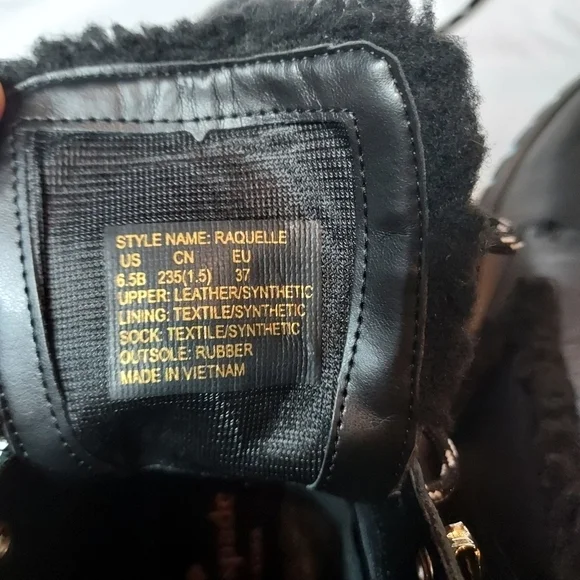 STYLE NAME: RAQUELLE
US CN EU
6.5B 235(1.5) 37
UPPER: LEATHER/SYNTHETIC
LINING: TEXTILE/SYNTHETIC
SOCK: TEXTILE/SYNTHETIC
OUTSOLE: RUBBER
MADE IN VIETNAM